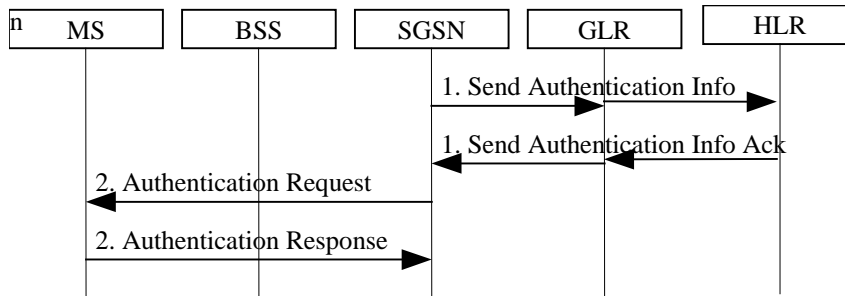 n
MS BSS SGSN GLR HLR
1. Send Authentication Info
1. Send Authentication Info Ack
2. Authentication Request
2. Authentication Response